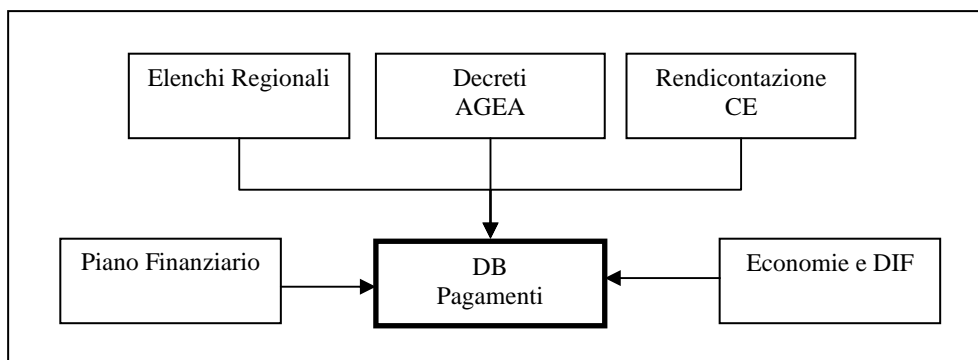 Elenchi Regionali
Decreti
AGEA
Rendicontazione
CE
Piano Finanziario
DB
Pagamenti
Economie e DIF